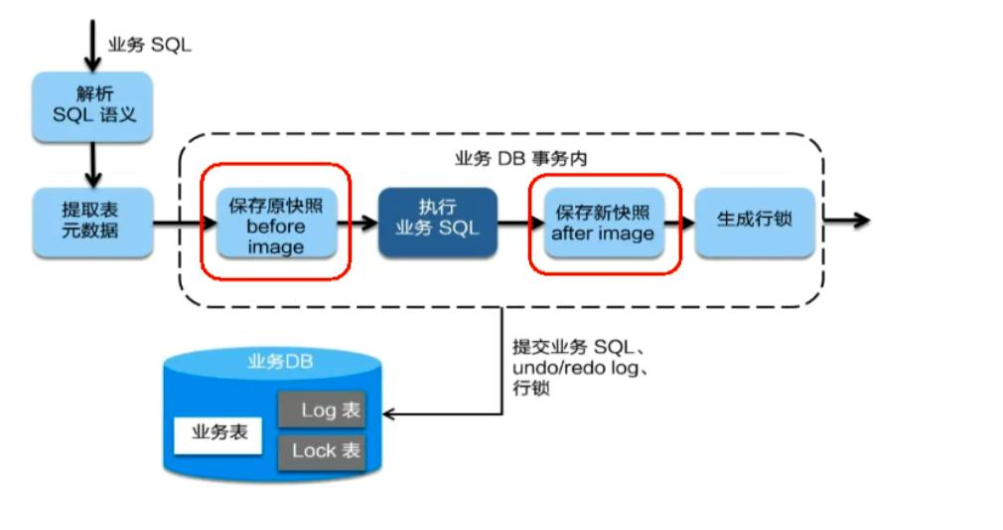 业务 SQL
解析
SQL 语义
业务 DB 事务内
提取表
元数据
保存原快照
before
image
执行
业务 SQL
保存新快照
after image
生成行锁
提交业务 SQL、
undo/redo log、
行锁
业务DB
业务表
Log 表
Lock 表